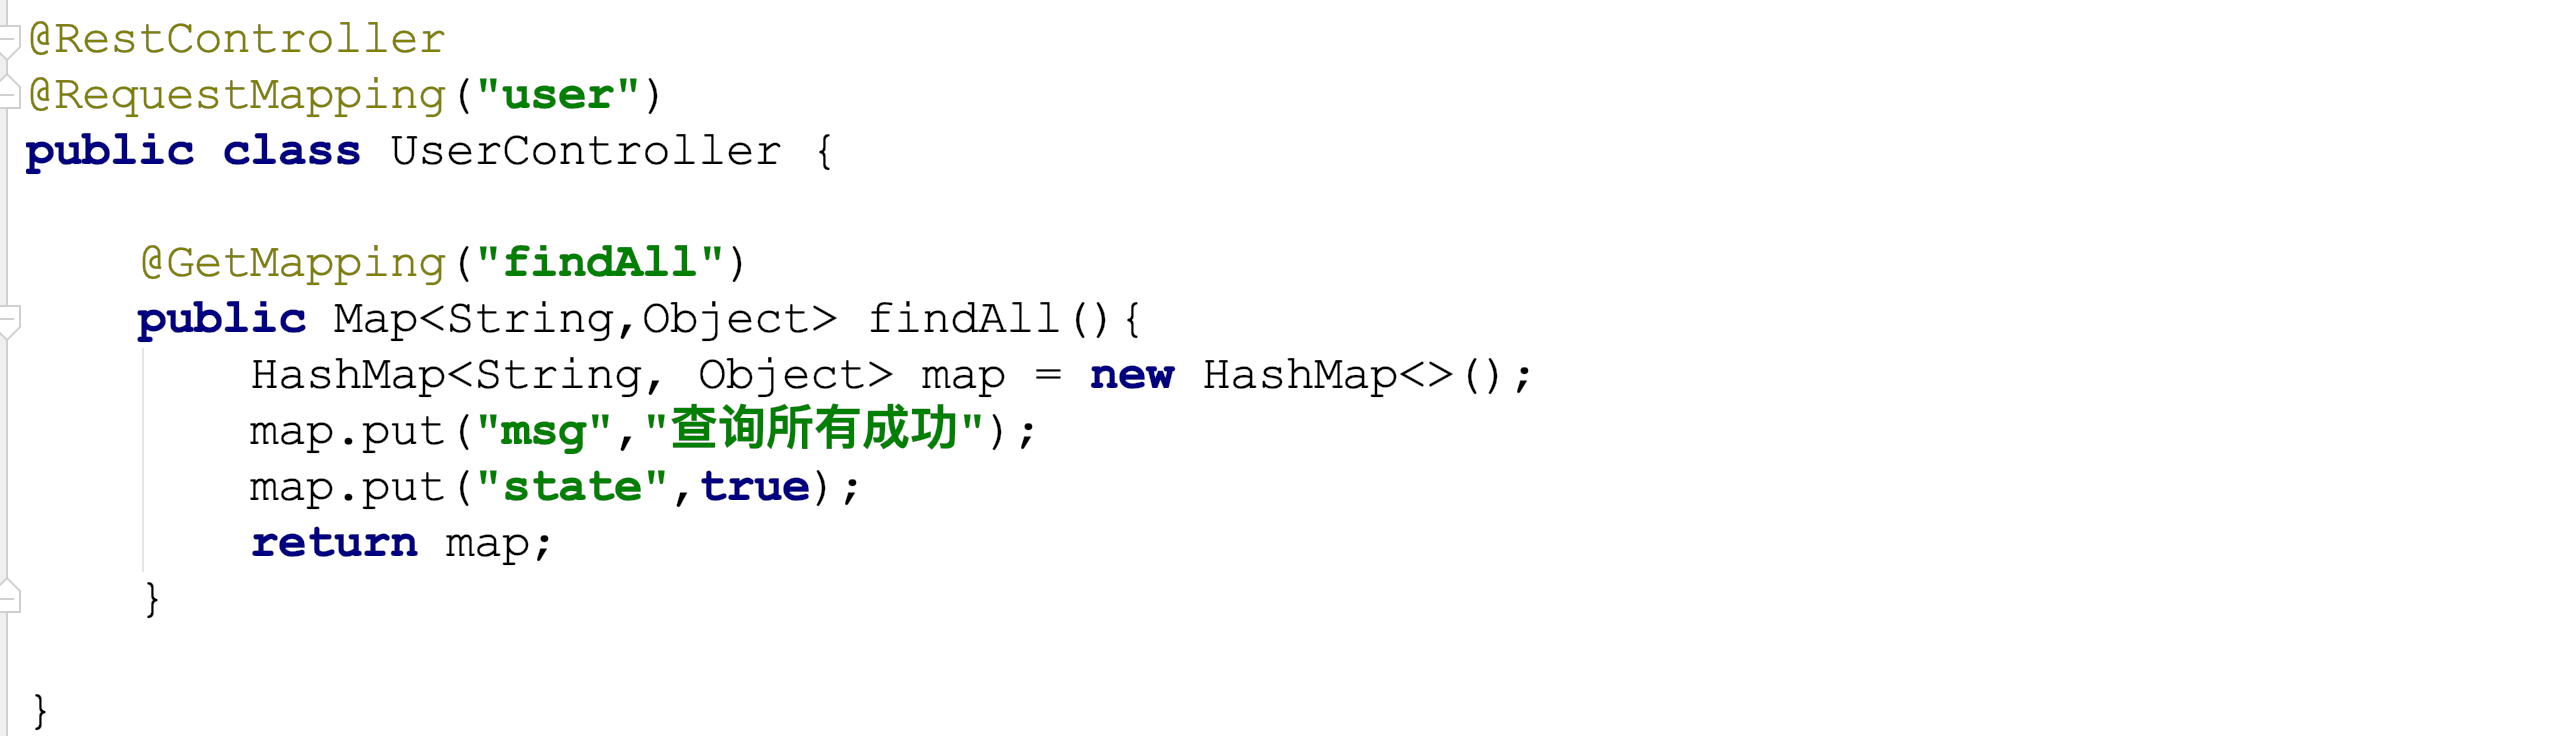 @RestController
@RequestMapping("user")
public class UserController {
@GetMapping("findAll")
public Map<String,Object> findAll(){
HashMap<String, Object> map = new HashMap<>();
map.put("msg","查询所有成功");
map.put("state",true);
return map;
}
}